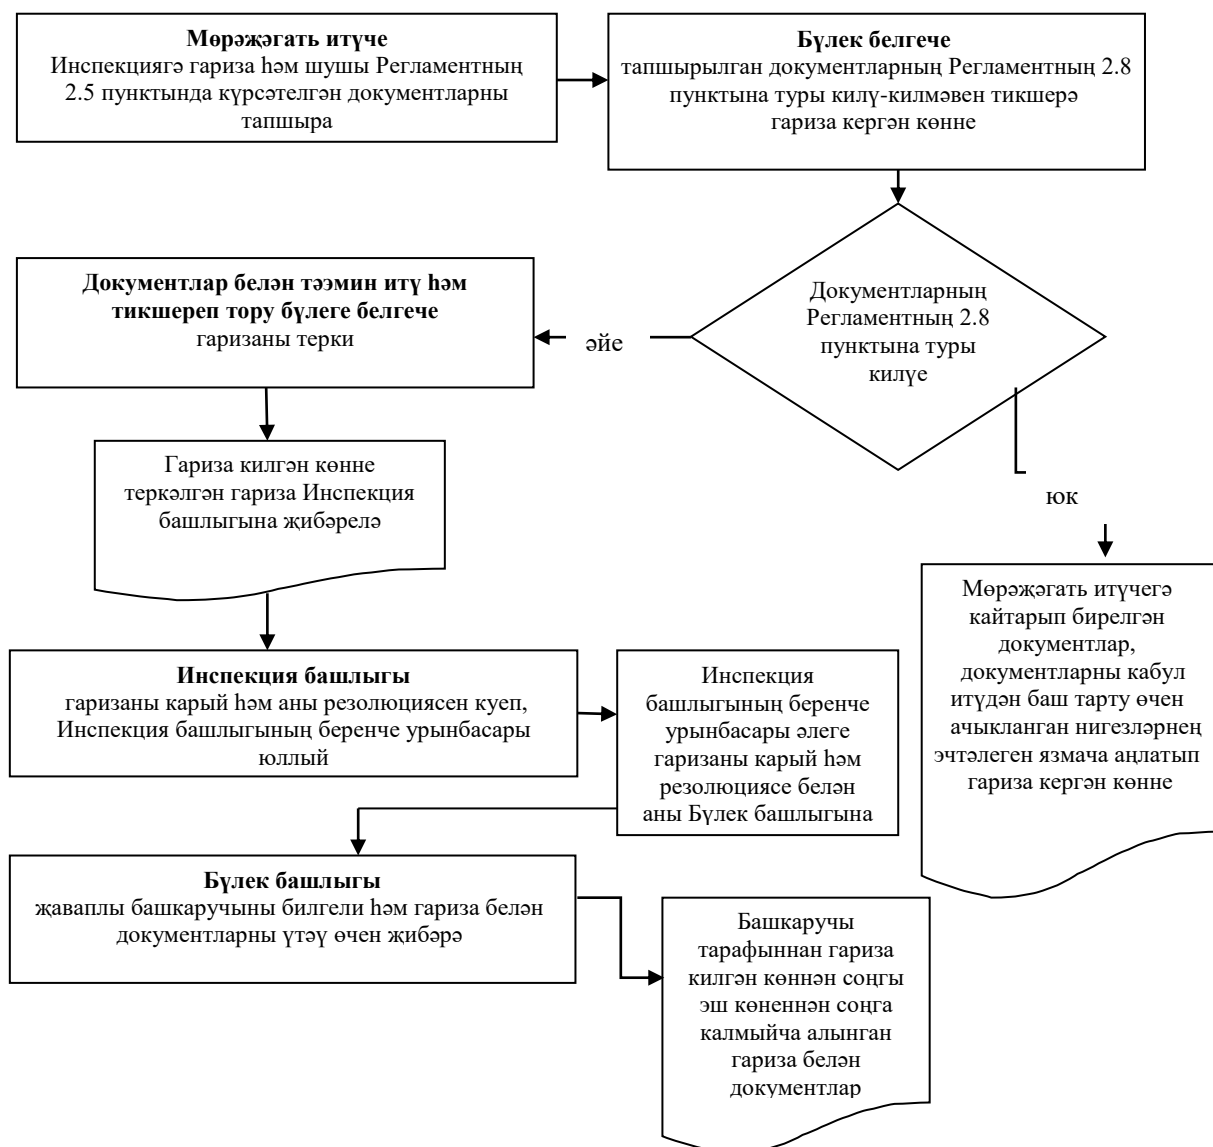 Мөрәҗәгать итүче
Инспекциягә гариза һәм шушы Регламентның
2.5 пунктында күрсәтелгән документларны
тапшыра
Бүлек белгече
тапшырылган документларның Регламентның 2.8
пунктына туры килү-килмәвен тикшерә
гариза кергән көнне
Документларның
Регламентның 2.8
пунктына туры
килүе
әйе
Документлар белән тәэмин итү һәм
тикшереп тору бүлеге белгече
гаризаны терки
Гариза килгән көнне
теркәлгән гариза Инспекция
башлыгына җибәрелә
юк
Мөрәҗәгать итүчегә
кайтарып бирелгән
документлар,
документларны кабул
итүдән баш тарту өчен
ачыкланган нигезләрнең
эчтәлеген язмача аңлатып
гариза кергән көнне
Инспекция башлыгы
гаризаны карый һәм аны резолюциясен куеп,
Инспекция башлыгының беренче урынбасары
юллый
Инспекция
башлыгының беренче
урынбасары әлеге
гаризаны карый һәм
резолюциясе белән
аны Бүлек башлыгына
Бүлек башлыгы
җаваплы башкаручыны билгели һәм гариза белән
документларны үтәү өчен җибәрә
Башкаручы
тарафыннан гариза
килгән көннән соңгы
эш көненнән соңга
калмыйча алынган
гариза белән
документлар